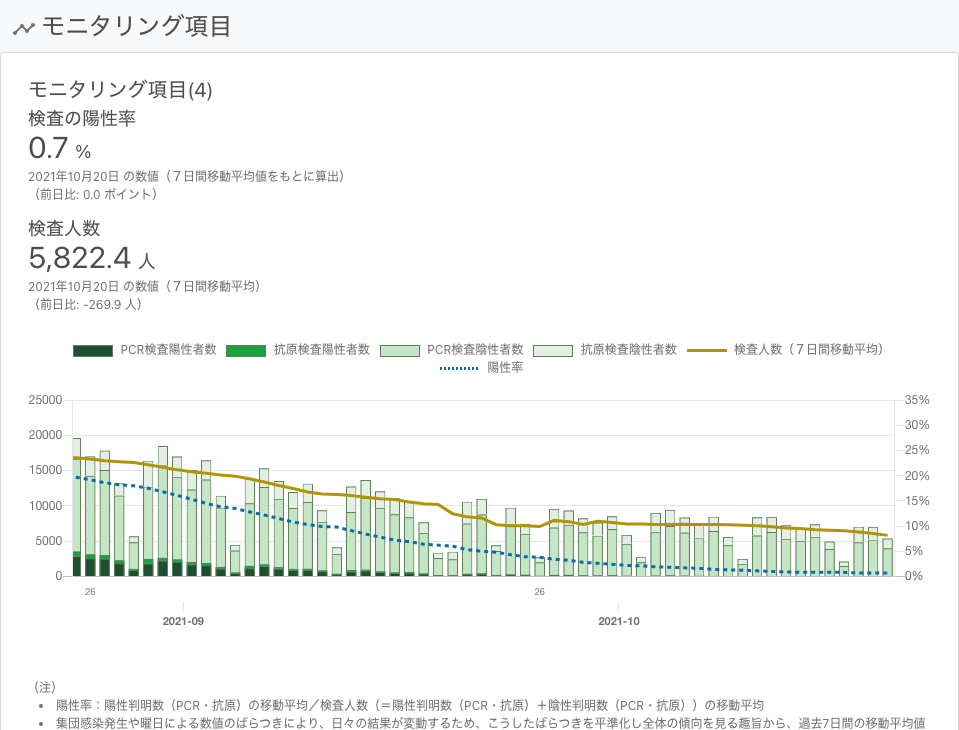 モニタリング項目
モニタリング項目(4)
検査の陽性率
0.7 %
2021年10月20日 の数値（７日間移動平均値をもとに算出）
（前日比: 0.0 ポイント）
検査人数
5,822.4 人
2021年10月20日 の数値（７日間移動平均）
（前日比: -269.9 人）
PCR検査陽性者数 抗原検査陽性者数 PCR検査陰性者数 抗原検査陰性者数 検査人数（７日間移動平均）
陽性率
25000 35%
30%
20000
25%
15000 20%
15%
10000
10%
5000
5%
0 0%
26 26
2021-09 2021-10
（注）
• 陽性率：陽性判明数（PCR・抗原）の移動平均／検査人数（＝陽性判明数（PCR・抗原）＋陰性判明数（PCR・抗原））の移動平均
• 集団感染発生や曜日による数値のばらつきにより、日々の結果が変動するため、こうしたばらつきを平準化し全体の傾向を見る趣旨から、過去7日間の移動平均値